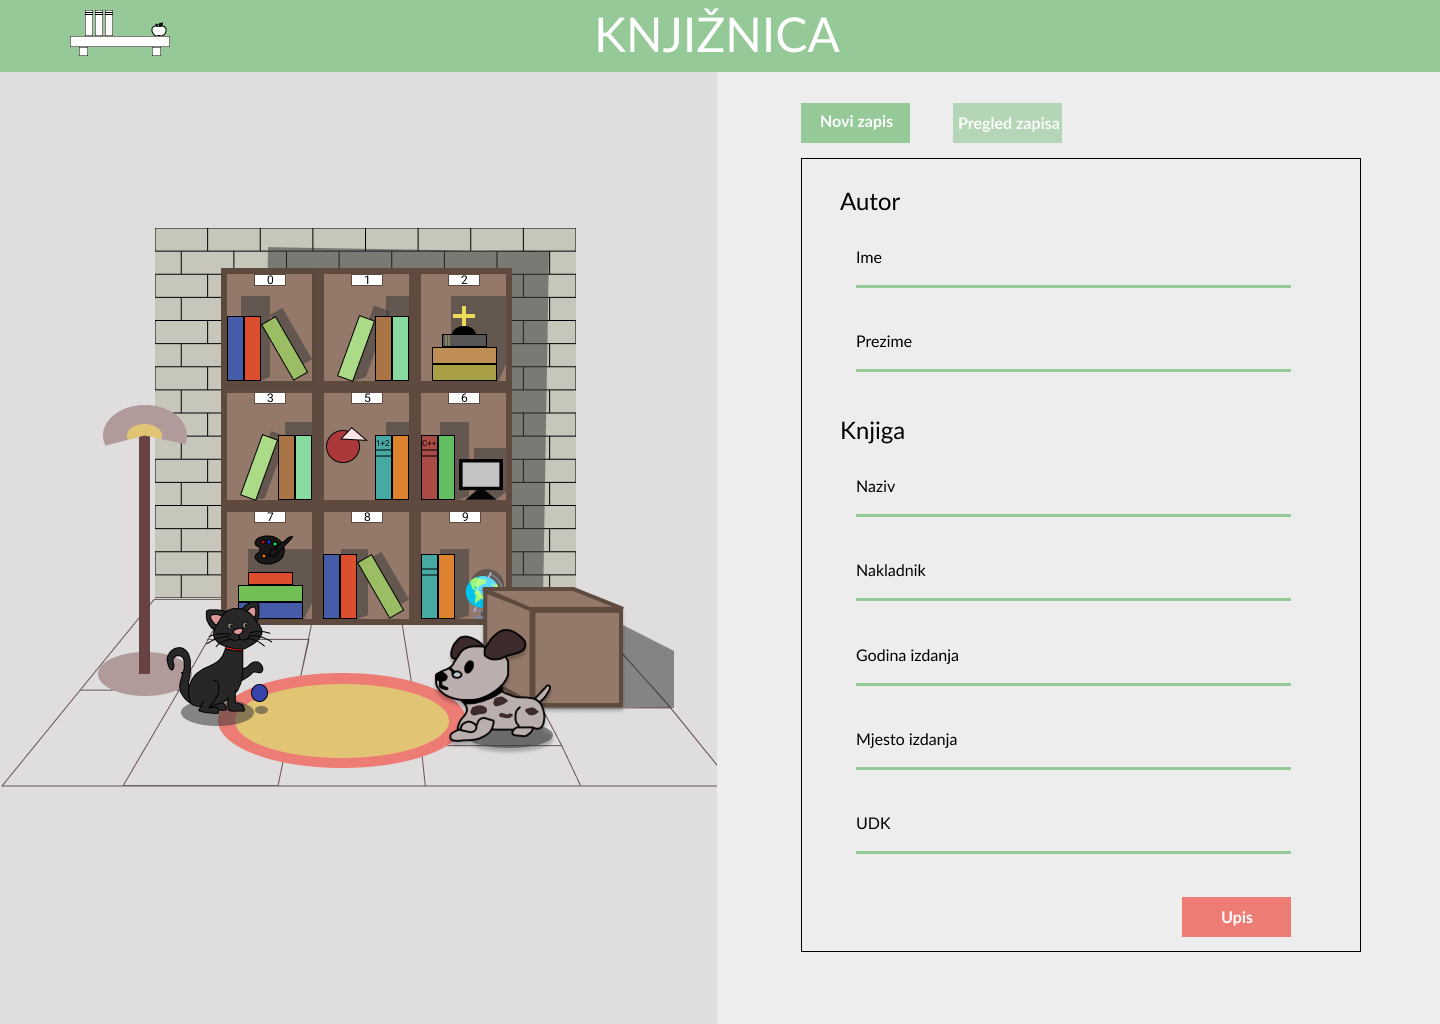 KNJIŽNICA
Novi zapis
Pregled zapisa
0
1
2
3
5
6
1+2
C++
7
8
9
Autor
Ime
Prezime
Knjiga
Naziv
Nakladnik
Godina izdanja
Mjesto izdanja
UDK
Upis